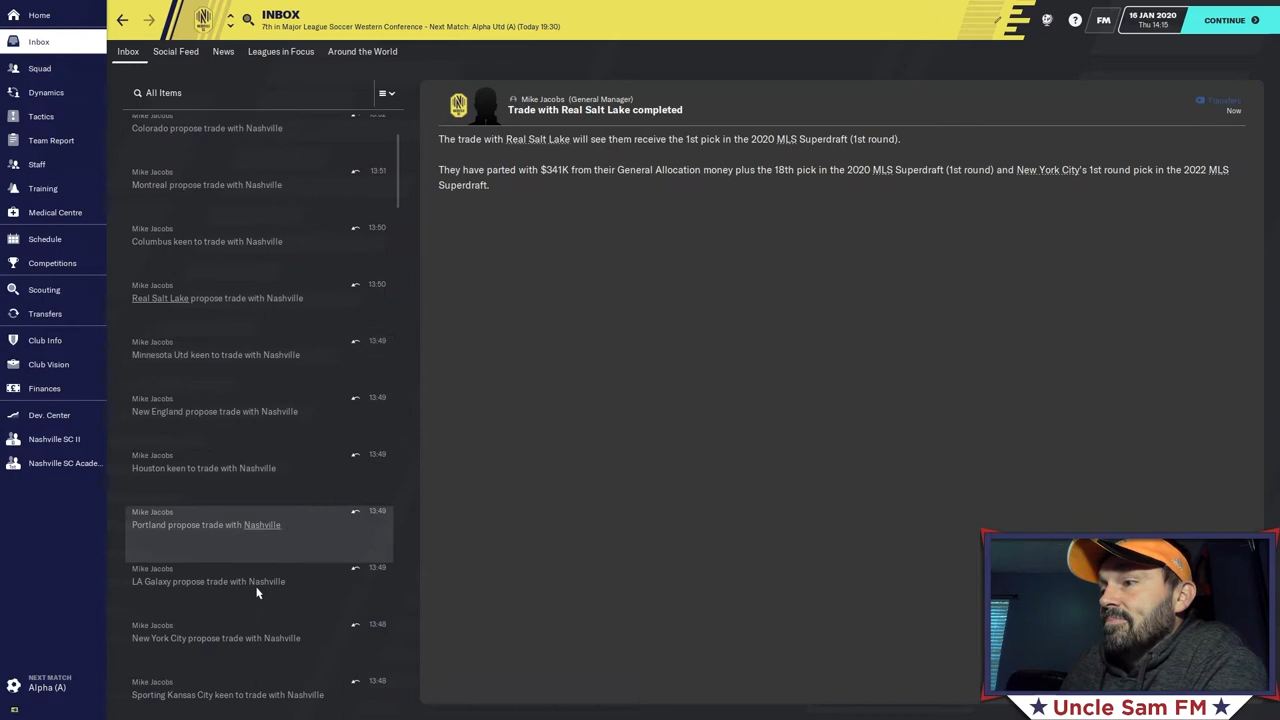 Home
Inbox
Squad
Dynamics
Tactics
Team Report
Staff
Training
Medical Centre
Schedule
Competitions
Scouting
Transfers
Club Info
Club Vision
Finances
Dev. Center
Nashville SC II
Nashville SC Acade...
NEXT MATCH
Alpha (A)
INBOX
7th in Major League Soccer Western Conference - Next Match: Alpha Utd (A) (Today 19:30)
FM
16 JAN 2020
Thu 14:15
CONTINUE
Inbox Social Feed News Leagues in Focus Around the World
All Items
Mike Jacobs 13:52
Colorado propose trade with Nashville
Mike Jacobs 13:51
Montreal propose trade with Nashville
Mike Jacobs 13:50
Columbus keen to trade with Nashville
Mike Jacobs 13:50
Real Salt Lake propose trade with Nashville
Mike Jacobs 13:49
Minnesota Utd keen to trade with Nashville
Mike Jacobs 13:49
New England propose trade with Nashville
Mike Jacobs 13:49
Houston keen to trade with Nashville
Mike Jacobs 13:49
Portland propose trade with Nashville
Mike Jacobs 13:49
LA Galaxy propose trade with Nashville
Mike Jacobs 13:48
New York City propose trade with Nashville
Mike Jacobs 13:48
Sporting Kansas City keen to trade with Nashville
Mike Jacobs (General Manager)
Trade with Real Salt Lake completed
Transfers
Now
The trade with Real Salt Lake will see them receive the 1st pick in the 2020 MLS Superdraft (1st round).
They have parted with $341K from their General Allocation money plus the 18th pick in the 2020 MLS Superdraft (1st round) and New York City's 1st round pick in the 2022 MLS
Superdraft.
Uncle Sam FM